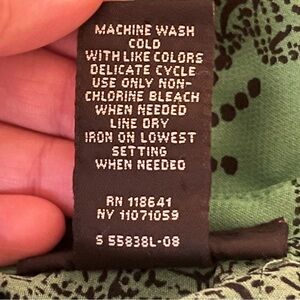 MACHINE WASH
COLD
WITH LIKE COLORS
DELICATE CYCLE
USE ONLY NON-
CHLORINE BLEACH
WHEN NEEDED
LINE DRY
IRON ON LOWEST
SETTING
WHEN NEEDED
RN 118641
NY 11071059
S 55838L-08